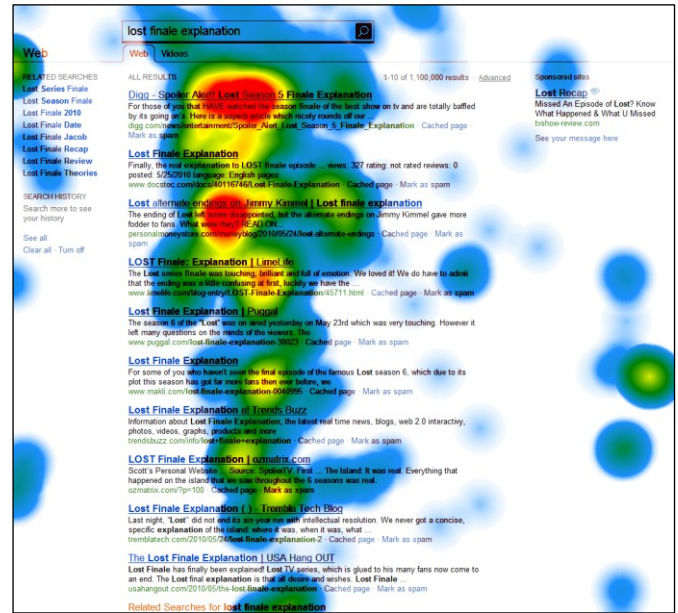 lost finale explanation
Web
Web Videos
RELATED SEARCHES
Lost Series Finale
Lost Season Finale
Lost Finale 2010
Lost Finale Date
Lost Finale Jacob
Lost Finale Recap
Lost Finale Review
Lost Finale Theories
SEARCH HISTORY
Search more to see
your history
See all
Clear all · Turn off
ALL RESULTS 1-10 of 1,100,000 results · Advanced
Digg - Spoiler Alert! Lost Season 5 Finale Explanation
For those of you that HAVE watched the season finale of the best show on tv and are totally baffled
by its going on's. Here is a superb article which nicely rounds off our ...
digg.com/news/entertainment/Spoiler_Alert_Lost_Season_5_Finale_Explanation · Cached page ·
Mark as spam
Lost Finale Explanation
Finally, the real explanation to LOST finale episode ... views: 327 rating: not rated reviews: 0
posted: 5/25/2010 language: English pages:
www.docstoc.com/docs/40116746/Lost-Finale-Explanation · Cached page · Mark as spam
Lost alternate endings on Jimmy Kimmel | Lost finale explanation
The ending of Lost left some disappointed, but the alternate endings on Jimmy Kimmel gave more
fodder to fans. What were they? READ ON...
personalmoneystore.com/moneyblog/2010/05/24/lost-alternate-endings · Cached page · Mark as
spam
LOST Finale: Explanation | LimeLife
The Lost series finale was touching, brilliant and full of emotion. We loved it! We do have to admit
that the ending was a little confusing at first, luckily we have the ...
www.limelife.com/blog-entry/LOST-Finale-Explanation/45711.html · Cached page · Mark as spam
Lost Finale Explanation | Puggal
The season 6 of the "Lost" was on aired yesterday on May 23rd which was very touching. However it
left many questions on the minds of the viewers. The
www.puggal.com/lost-finale-explanation-38023 · Cached page · Mark as spam
Lost Finale Explanation
For some of you who haven't seen the final episode of the famous Lost season 6, which due to its
plot this season has got far more fans then ever before, we
www.makli.com/lost-finale-explanation-0040995 · Cached page · Mark as spam
Lost Finale Explanation at Trends Buzz
Information about Lost Finale Explanation, the latest real time news, blogs, web 2.0 interactivy,
photos, videos, graphs, products and more
trendsbuzz.com/info/lost+finale+explanation · Cached page · Mark as spam
LOST Finale Explanation | ozmatrix.com
Scott's Personal Website ... Source: SpoilerTV. First ... The Island: It was real. Everything that
happened on the island that we saw throughout the 6 seasons was real.
ozmatrix.com/?p=100 · Cached page · Mark as spam
Lost Finale Explanation ( ) - Trembla Tech Blog
Last night, "Lost" did not end its six-year run with intellectual resolution. We never got a concise,
specific explanation of the island: where it was, when it was, what ...
tremblatech.com/2010/05/24/lost-finale-explanation-2 · Cached page · Mark as spam
The Lost Finale Explanation | USA Hang OUT
Lost Finale has finally been explained! Lost TV series, which is glued to his many fans now come to
an end. The Lost final explanation is that all desire and wishes. Lost Finale ...
usahangout.com/2010/05/the-lost-finale-explanation · Cached page · Mark as spam
Related Searches for lost finale explanation
Sponsored sites
Lost Recap
Missed An Episode of Lost? Know
What Happened & What U Missed
bishow-review.com
See your message here